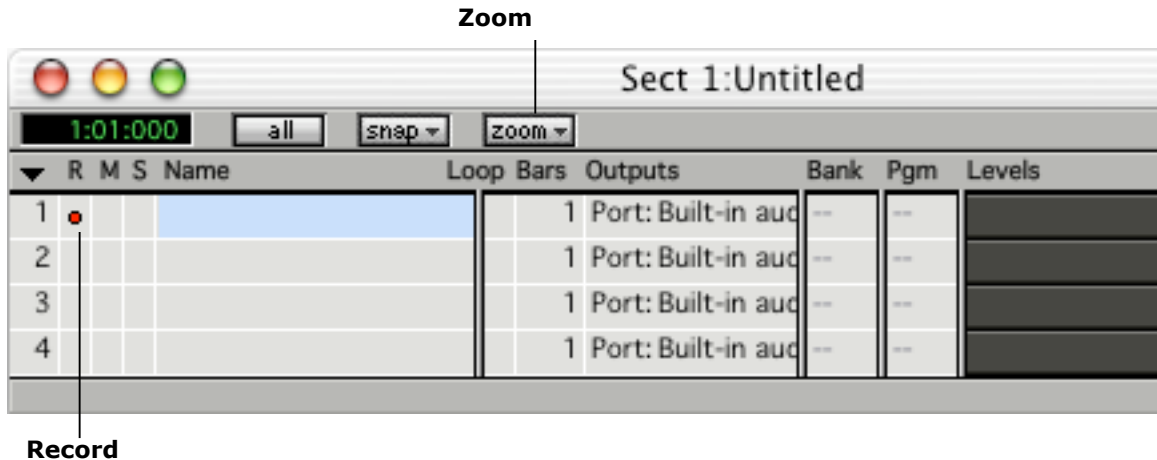 Zoom
Sect 1:Untitled
1:01:000 all snap zoom
R M S Name Loop Bars Outputs Bank Pgm Levels
1 1 Port: Built-in aud -- --
2 1 Port: Built-in aud -- --
3 1 Port: Built-in aud -- --
4 1 Port: Built-in aud -- --
Record